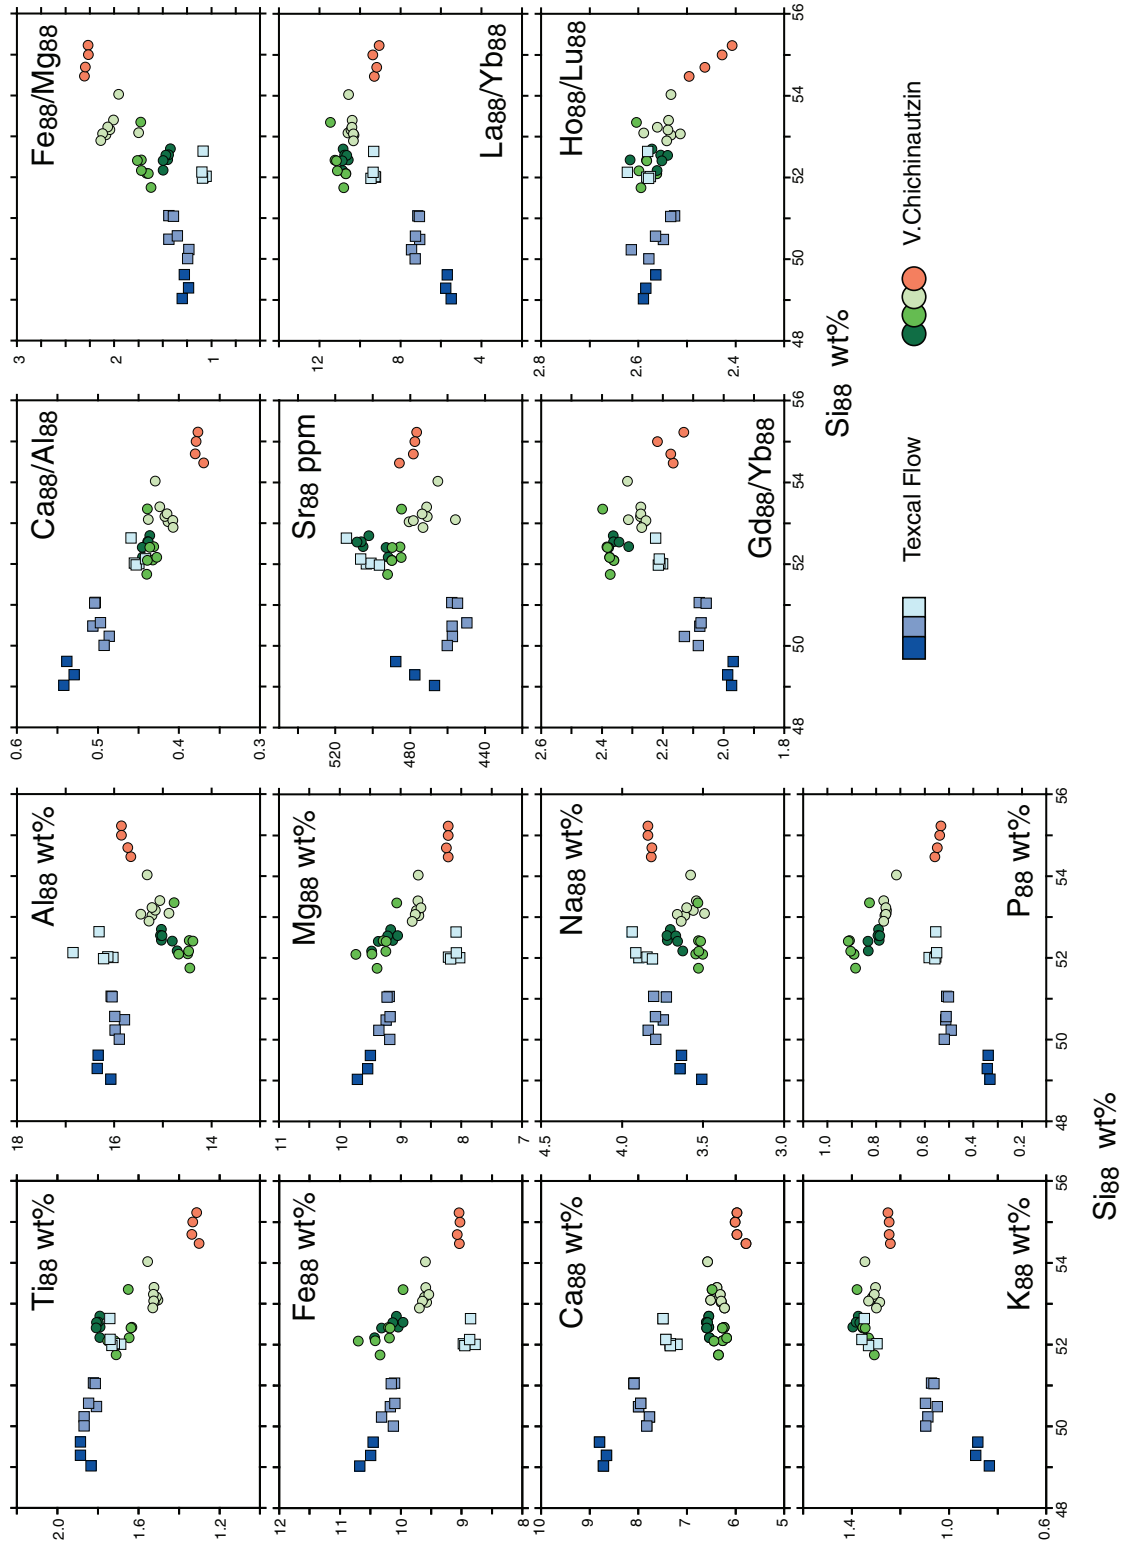 Ti88 wt%
2.0
1.6
1.2
Al88 wt%
18
16
14
Ca88/Al88
0.6
0.5
0.4
0.3
Fe88/Mg88
3
2
1
Fe88 wt%
12
11
10
9
8
Mg88 wt%
11
10
9
8
7
Sr88 ppm
520
480
440
La88/Yb88
12
8
4
Ca88 wt%
10
9
8
7
6
5
Na88 wt%
4.5
4.0
3.5
3.0
Gd88/Yb88
2.6
2.4
2.2
2.0
1.8
48 50 52 54 56
Ho88/Lu88
2.8
2.6
2.4
48 50 52 54 56
Si88 wt%
K88 wt%
1.4
1.0
0.6
48 50 52 54 56
P88 wt%
1.0
0.8
0.6
0.4
0.2
48 50 52 54 56
Si88 wt%
Texcal Flow
V.Chichinautzin